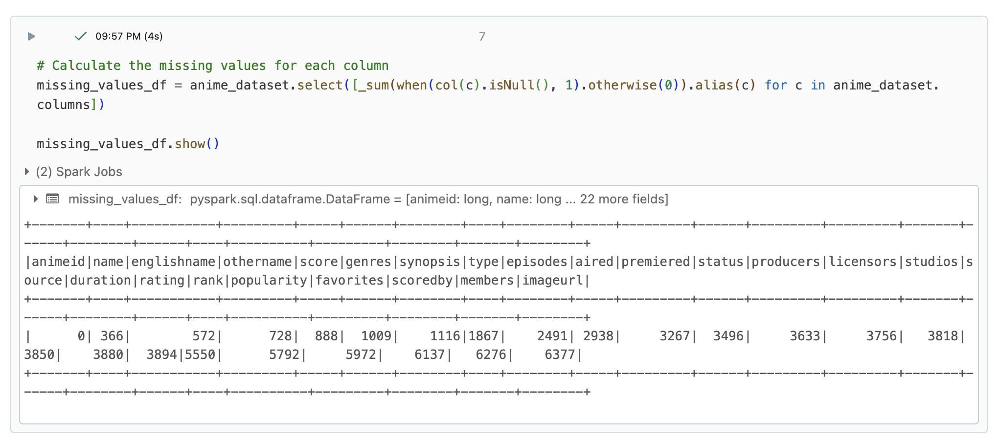 09:57 PM (4s)
7
# Calculate the missing values for each column
missing_values_df = anime_dataset.select([_sum(when(col(c).isNull(), 1).otherwise(0)).alias(c) for c in anime_dataset.
columns])
missing_values_df.show()
(2) Spark Jobs
missing_values_df: pyspark.sql.dataframe.DataFrame = [animeid: long, name: long ... 22 more fields]
+-------+----+-----------+---------+-----+------+--------+----+--------+-----+---------+------+---------+---------+-------+-
-----+--------+------+----+----------+---------+--------+-------+--------+
|animeid|name|englishname|othername|score|genres|synopsis|type|episodes|aired|premiered|status|producers|licensors|studios|s
ource|duration|rating|rank|popularity|favorites|scoredby|members|imageurl|
+-------+----+-----------+---------+-----+------+--------+----+--------+-----+---------+------+---------+---------+-------+-
-----+--------+------+----+----------+---------+--------+-------+--------+
|      0| 366|        572|      728|  888|  1009|    1116|1867|    2491| 2938|     3267|  3496|     3633|     3756|   3818|
3850|    3880|  3894|5550|      5792|     5972|    6137|   6276|    6377|
+-------+----+-----------+---------+-----+------+--------+----+--------+-----+---------+------+---------+---------+-------+-
-----+--------+------+----+----------+---------+--------+-------+--------+